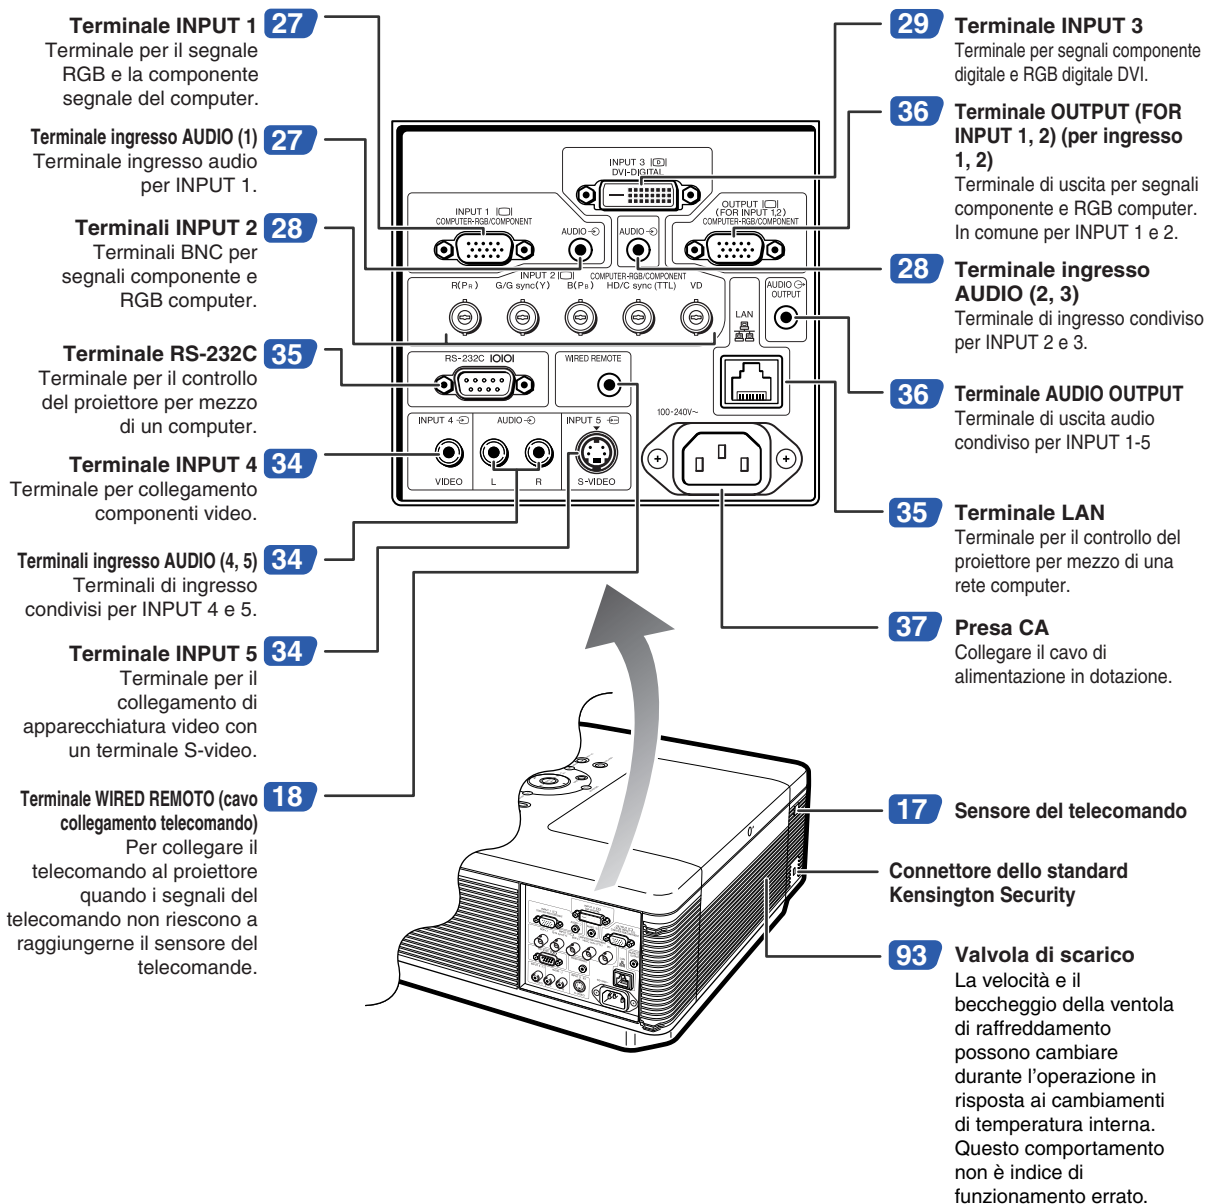 Terminale INPUT 1 27
Terminale per il segnale
RGB e la componente
segnale del computer.
Terminale ingresso AUDIO (1) 27
Terminale ingresso audio
per INPUT 1.
Terminali INPUT 2 28
Terminali BNC per
segnali componente e
RGB computer.
Terminale RS-232C 35
Terminale per il controllo
del proiettore per mezzo
di un computer.
Terminale INPUT 4 34
Terminale per collegamento
componenti video.
Terminali ingresso AUDIO (4, 5) 34
Terminali di ingresso
condivisi per INPUT 4 e 5.
Terminale INPUT 5 34
Terminale per il
collegamento di
apparecchiatura video con
un terminale S-video.
Terminale WIRED REMOTO (cavo 18
collegamento telecomando)
Per collegare il
telecomando al proiettore
quando i segnali del
telecomando non riescono a
raggiungerne il sensore del
telecomande.
INPUT 3
DVI-DIGITAL
INPUT 1
COMPUTER-RGB/COMPONENT
AUDIO
AUDIO
OUTPUT
(FOR INPUT 1,2)
COMPUTER-RGB/COMPONENT
INPUT 2 COMPUTER-RGB/COMPONENT
R(PR) G/G sync(Y) B(PB) HD/C sync (TTL) VD
LAN
AUDIO
OUTPUT
RS-232C IOIOI
WIRED REMOTE
100-240V~
INPUT 4 AUDIO INPUT 5
VIDEO L R S-VIDEO
29 Terminale INPUT 3
Terminale per segnali componente
digitale e RGB digitale DVI.
36 Terminale OUTPUT (FOR
INPUT 1, 2) (per ingresso
1, 2)
Terminale di uscita per segnali
componente e RGB computer.
In comune per INPUT 1 e 2.
28 Terminale ingresso
AUDIO (2, 3)
Terminale di ingresso condiviso
per INPUT 2 e 3.
36 Terminale AUDIO OUTPUT
Terminale di uscita audio
condiviso per INPUT 1-5
35 Terminale LAN
Terminale per il controllo del
proiettore per mezzo di una
rete computer.
37 Presa CA
Collegare il cavo di
alimentazione in dotazione.
17 Sensore del telecomando
Connettore dello standard
Kensington Security
93 Valvola di scarico
La velocità e il
beccheggio della ventola
di raffreddamento
possono cambiare
durante l'operazione in
risposta ai cambiamenti
di temperatura interna.
Questo comportamento
non è indice di
funzionamento errato.